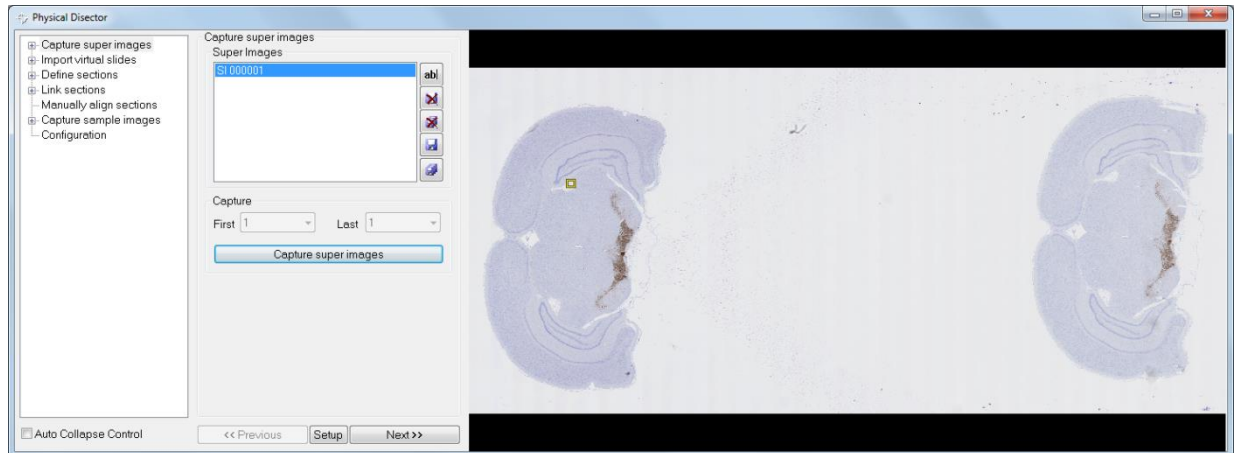 Physical Disector
Capture super images
Import virtual slides
Define sections
Link sections
Manually align sections
Capture sample images
Configuration
Auto Collapse Control
Capture super images
Super Images
SI 000001
ab|
Capture
First 1 Last 1
Capture super images
<< Previous Setup Next >>